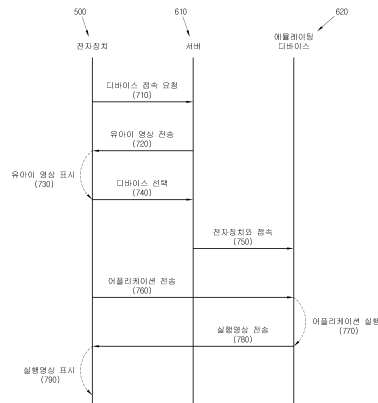 500
610
620
전자장치
서버
에뮬레이팅
디바이스
디바이스 접속 요청
(710)
유아이 영상 전송
(720)
유아이 영상 표시
(730)
디바이스 선택
(740)
전자장치와 접속
(750)
어플리케이션 전송
(760)
어플리케이션 실행
(770)
실행영상 전송
(780)
실행영상 표시
(790)